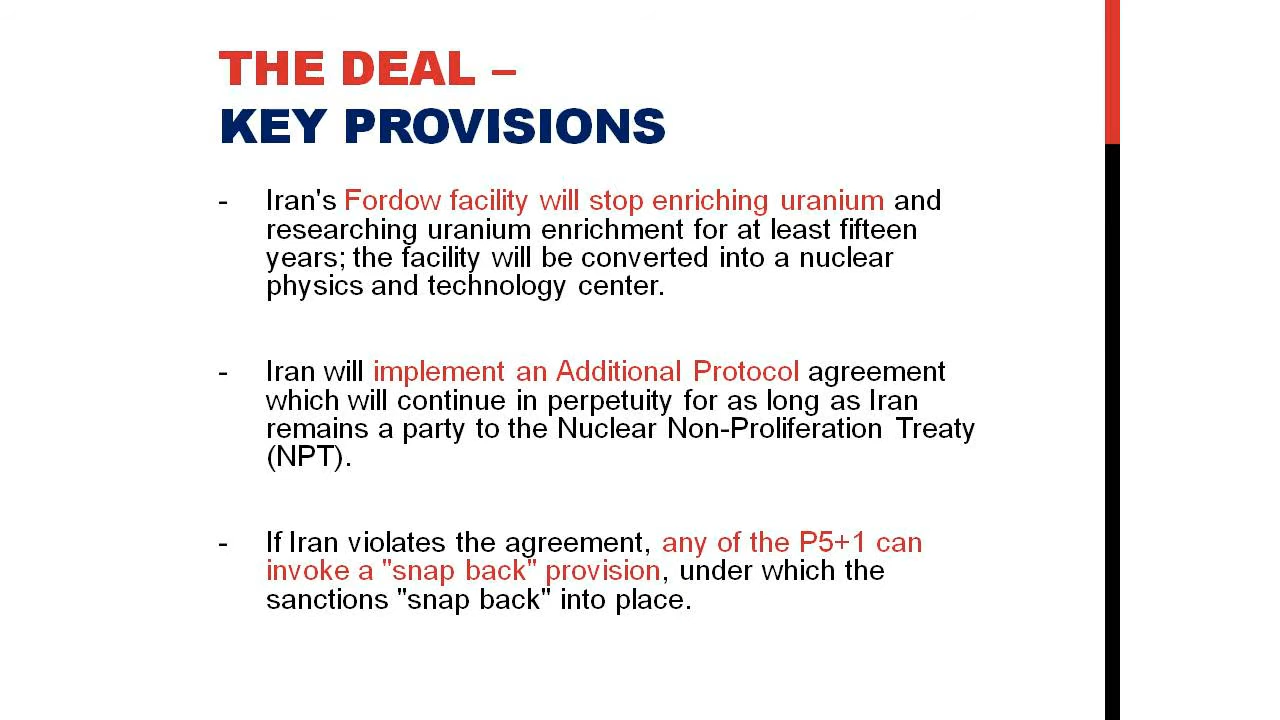 THE DEAL –
KEY PROVISIONS
- Iran's Fordow facility will stop enriching uranium and
researching uranium enrichment for at least fifteen
years; the facility will be converted into a nuclear
physics and technology center.
- Iran will implement an Additional Protocol agreement
which will continue in perpetuity for as long as Iran
remains a party to the Nuclear Non-Proliferation Treaty
(NPT).
- If Iran violates the agreement, any of the P5+1 can
invoke a "snap back" provision, under which the
sanctions "snap back" into place.